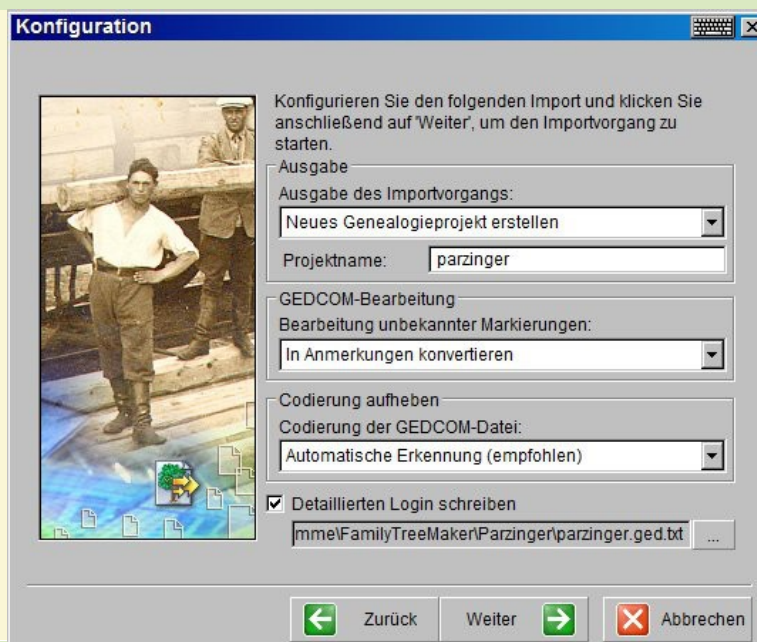 Konfiguration
Konfigurieren Sie den folgenden Import und klicken Sie
anschließend auf 'Weiter', um den Importvorgang zu
starten.
Ausgabe
Ausgabe des Importvorgangs:
Neues Genealogieprojekt erstellen
Projektname: parzinger
GEDCOM-Bearbeitung
Bearbeitung unbekannter Markierungen:
In Anmerkungen konvertieren
Codierung aufheben
Codierung der GEDCOM-Datei:
Automatische Erkennung (empfohlen)
Detaillierten Login schreiben
mme\FamilyTreeMaker\Parzinger\parzinger.ged.txt ...
Zurück Weiter Abbrechen